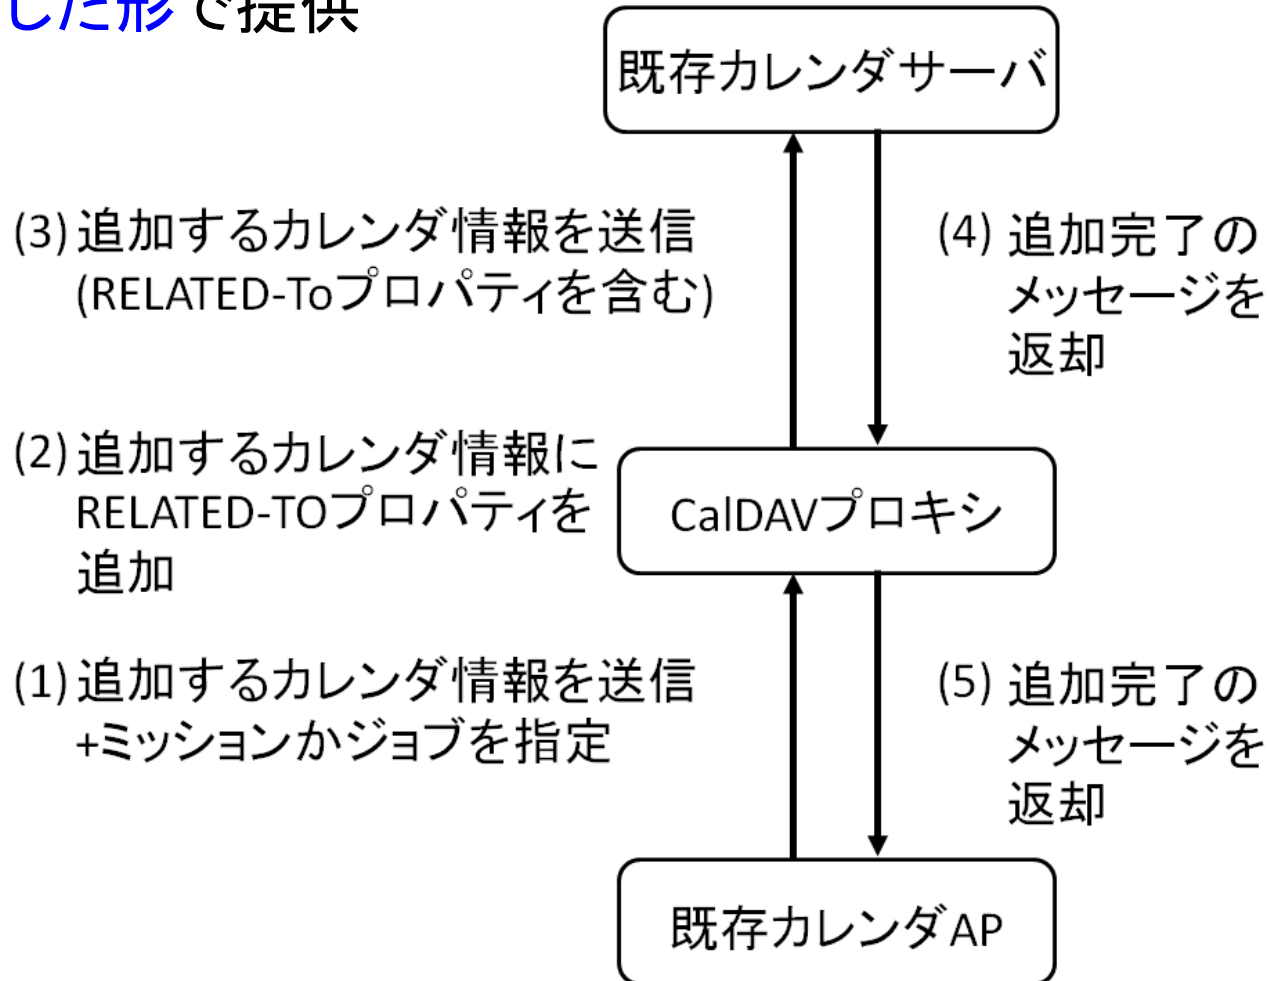 した形で提供
既存カレンダサーバ
(3) 追加するカレンダ情報を送信
(RELATED-Toプロパティを含む)
(4) 追加完了の
メッセージを
返却
(2) 追加するカレンダ情報に
RELATED-TOプロパティを
追加
CalDAVプロキシ
(1) 追加するカレンダ情報を送信
+ミッションかジョブを指定
(5) 追加完了の
メッセージを
返却
既存カレンダAP